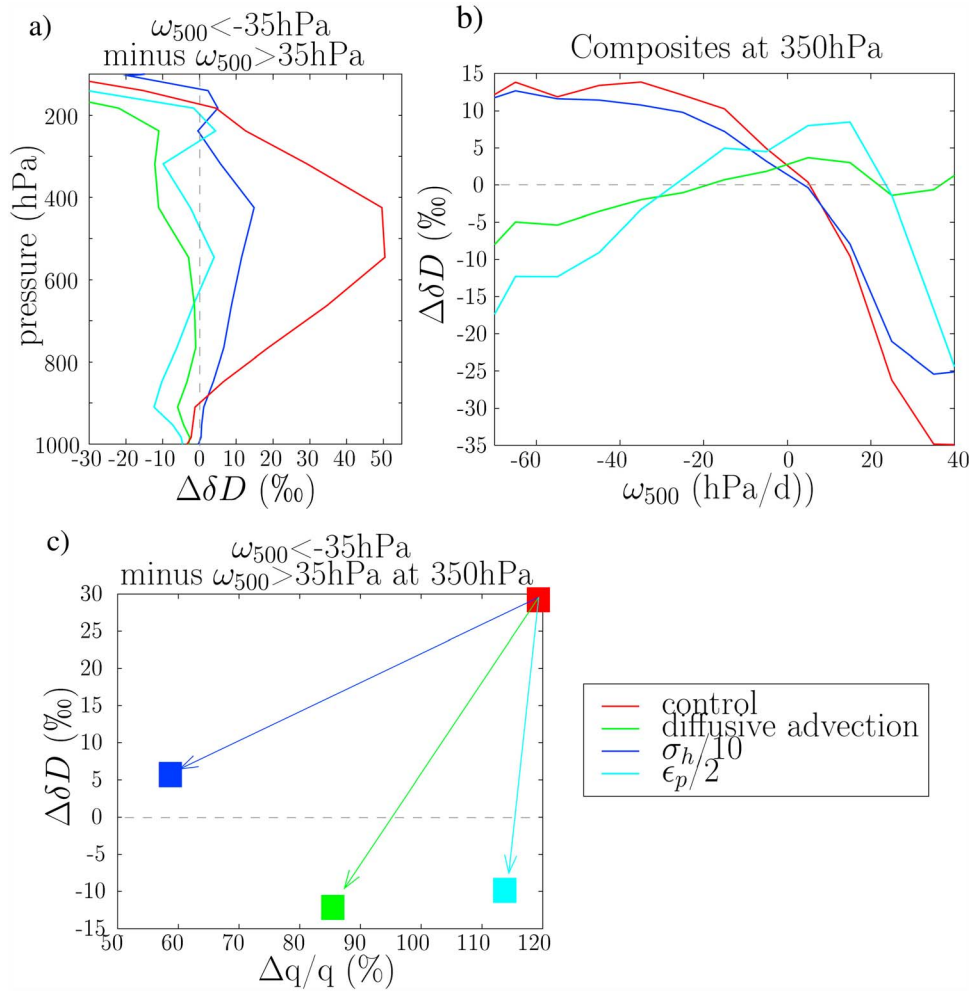 a)
ω500<-35hPa
minus ω500>35hPa
pressure (hPa)
200
400
600
800
1000
-30 -20 -10 0 10 20 30 40 50
ΔδD (‰)
b)
Composites at 350hPa
ΔδD (‰)
15
10
5
0
-5
-10
-15
-20
-25
-30
-35
-60 -40 -20 0 20 40
ω500 (hPa/d))
c)
ω500<-35hPa
minus ω500>35hPa at 350hPa
ΔδD (‰)
30
25
20
15
10
5
0
-5
-10
-15
50 60 70 80 90 100 110 120
Δq/q (%)
control
diffusive advection
σh/10
ϵp/2